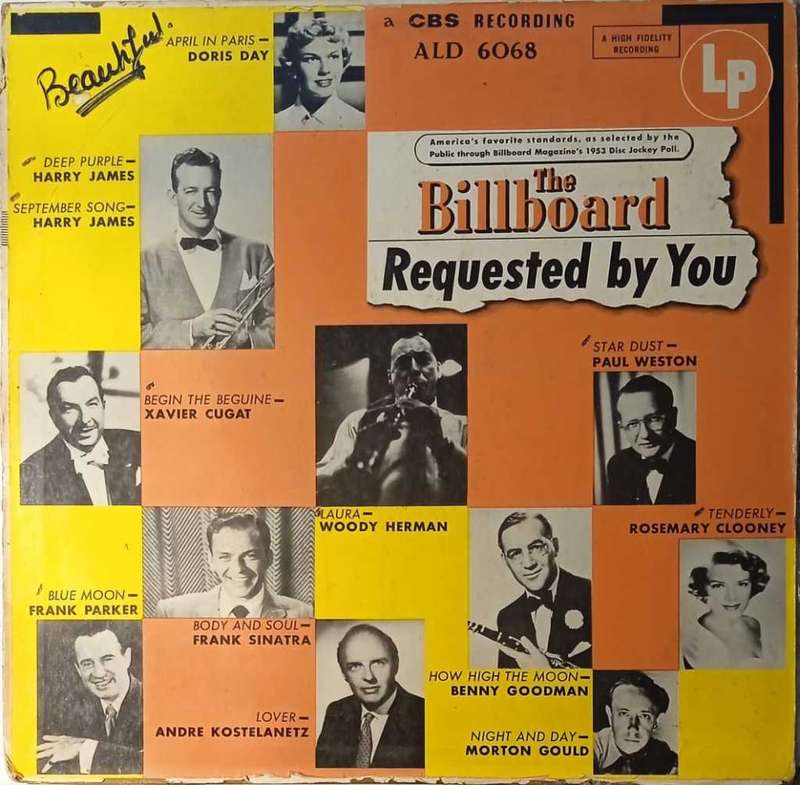 Beautiful
APRIL IN PARIS —
DORIS DAY
a CBS RECORDING
ALD 6068
A HIGH FIDELITY
RECORDING
LP
America's favorite standards, as selected by the
Public through Billboard Magazine's 1953 Disc Jockey Poll.
The
Billboard
Requested by You
DEEP PURPLE —
HARRY JAMES
SEPTEMBER SONG —
HARRY JAMES
STAR DUST —
PAUL WESTON
BEGIN THE BEGUINE —
XAVIER CUGAT
LAURA —
WOODY HERMAN
TENDERLY —
ROSEMARY CLOONEY
BLUE MOON —
FRANK PARKER
BODY AND SOUL —
FRANK SINATRA
HOW HIGH THE MOON —
BENNY GOODMAN
LOVER —
ANDRE KOSTELANETZ
NIGHT AND DAY —
MORTON GOULD